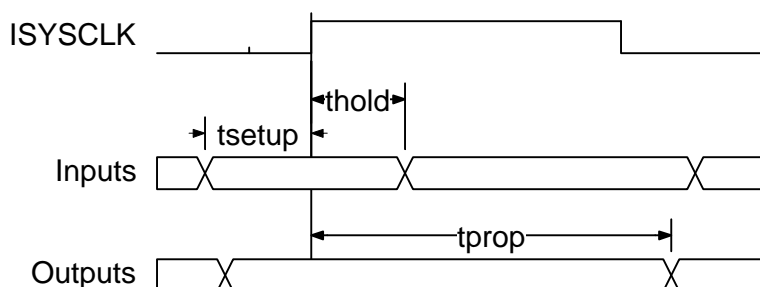 ISYSCLK
thold
tsetup
Inputs
tprop
Outputs